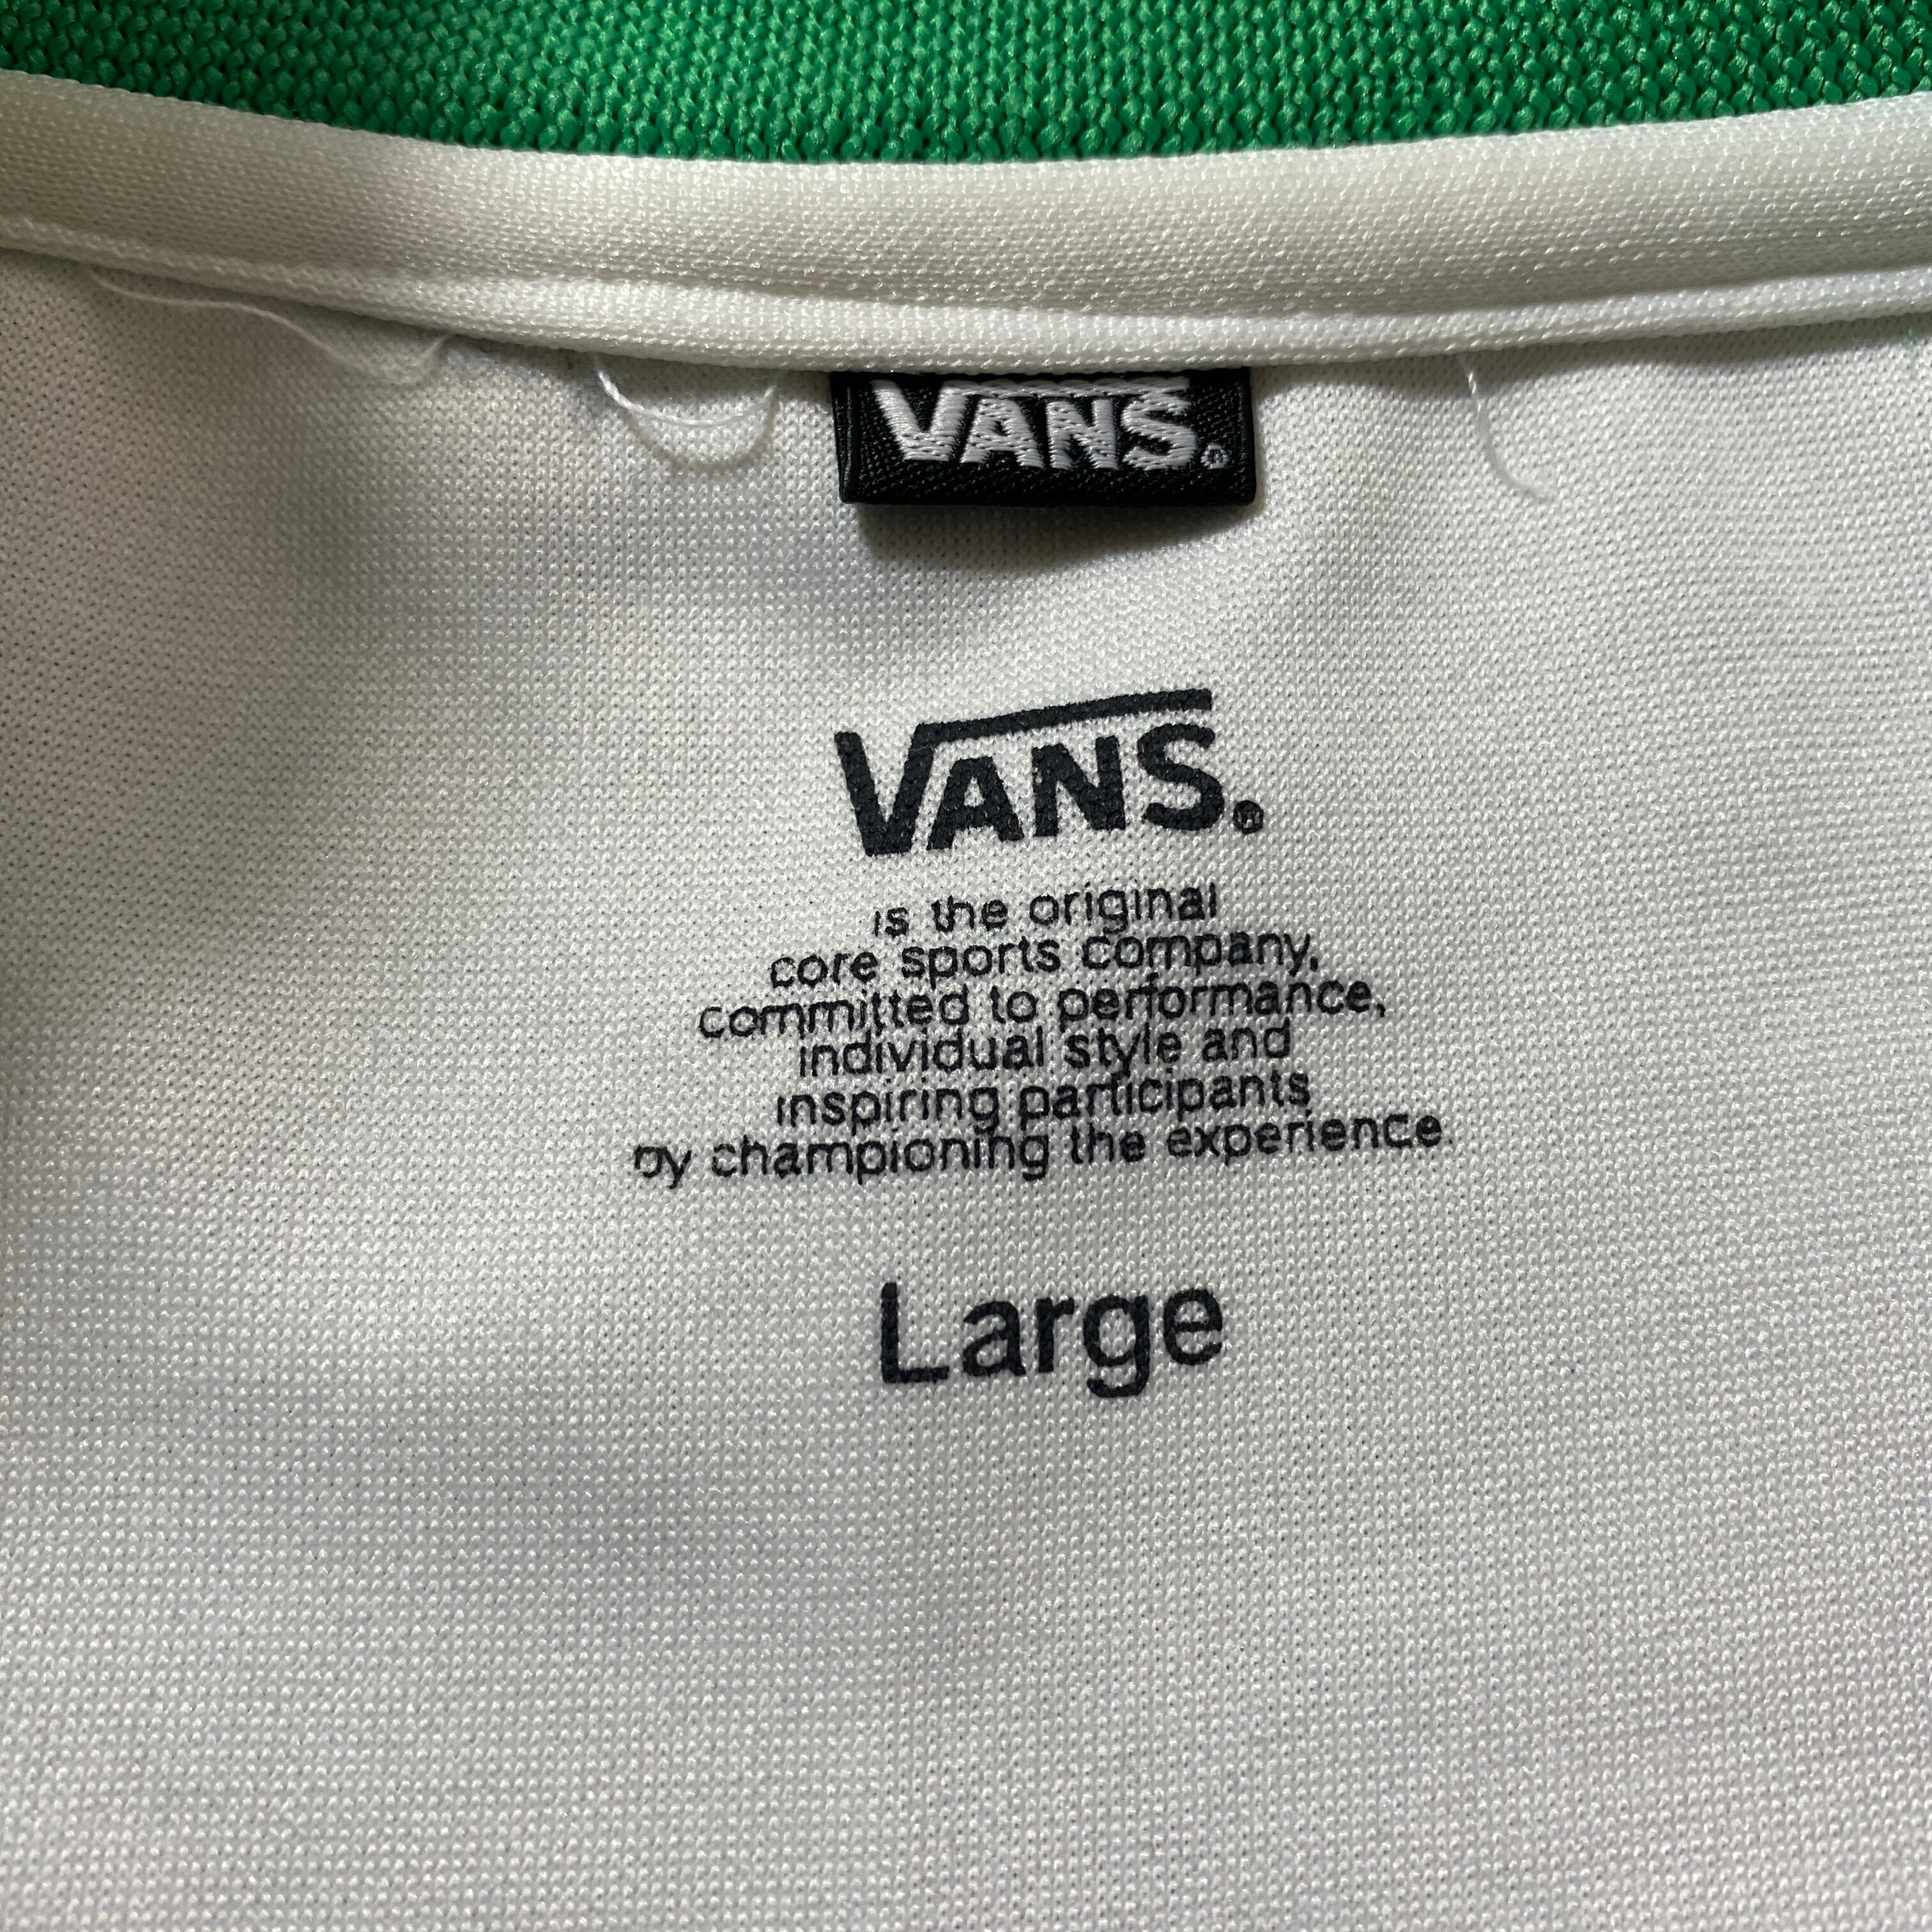 VANS®
VANS®
is the original
core sports company,
committed to performance,
individual style and
inspiring participants
by championing the experience.
Large